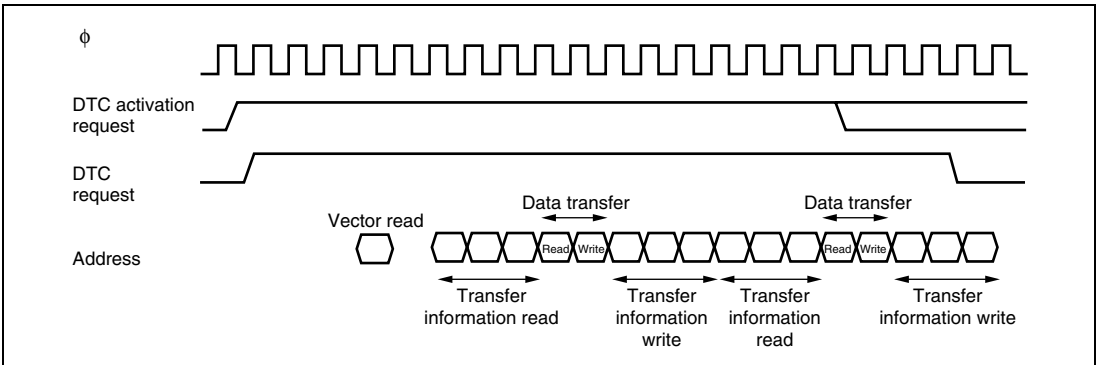 ϕ
DTC activation
request
DTC
request
Data transfer
Data transfer
Vector read
Address
Read
Write
Read
Write
Transfer
information read
Transfer
information
write
Transfer
information
read
Transfer
information write